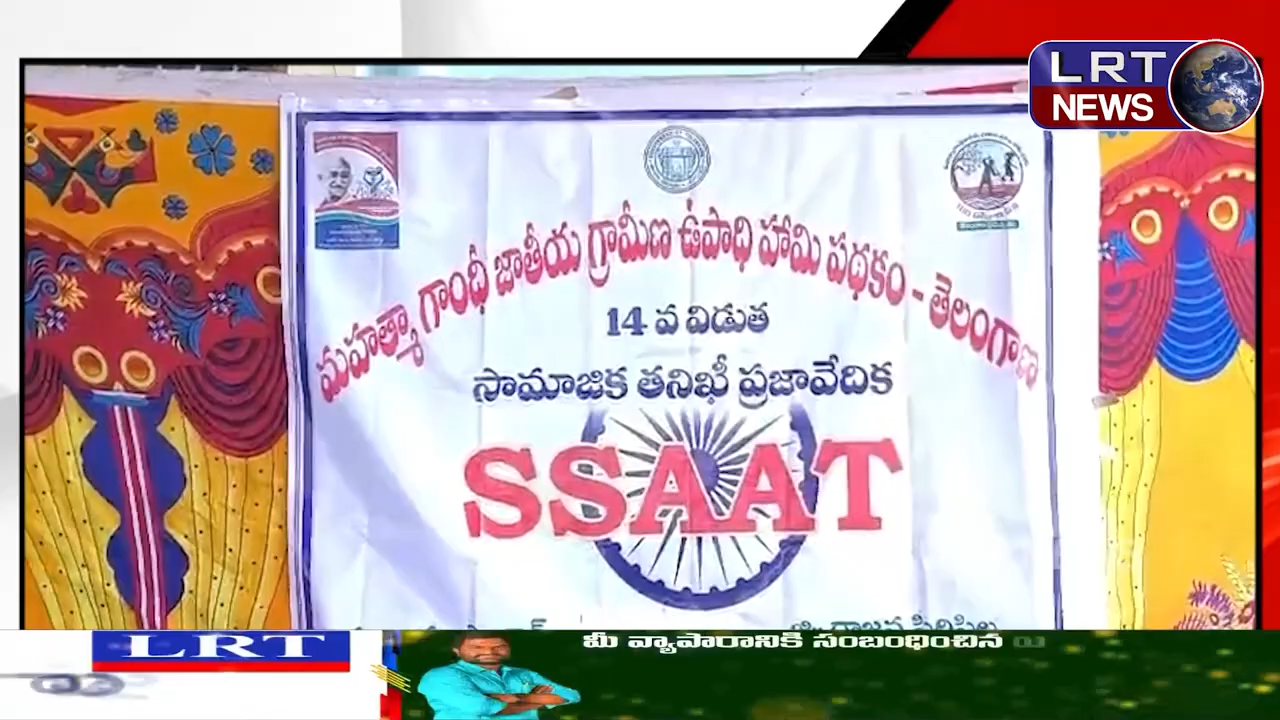 LRT
NEWS
మహాత్మా గాంధీ జాతీయ గ్రామీణ ఉపాధి హామి పథకం - తెలంగాణ
14 వ విడుత
సామాజిక తనిఖీ ప్రజావేదిక
SSAAT
LRT
మీ వ్యాపారానికి సంబంధించిన